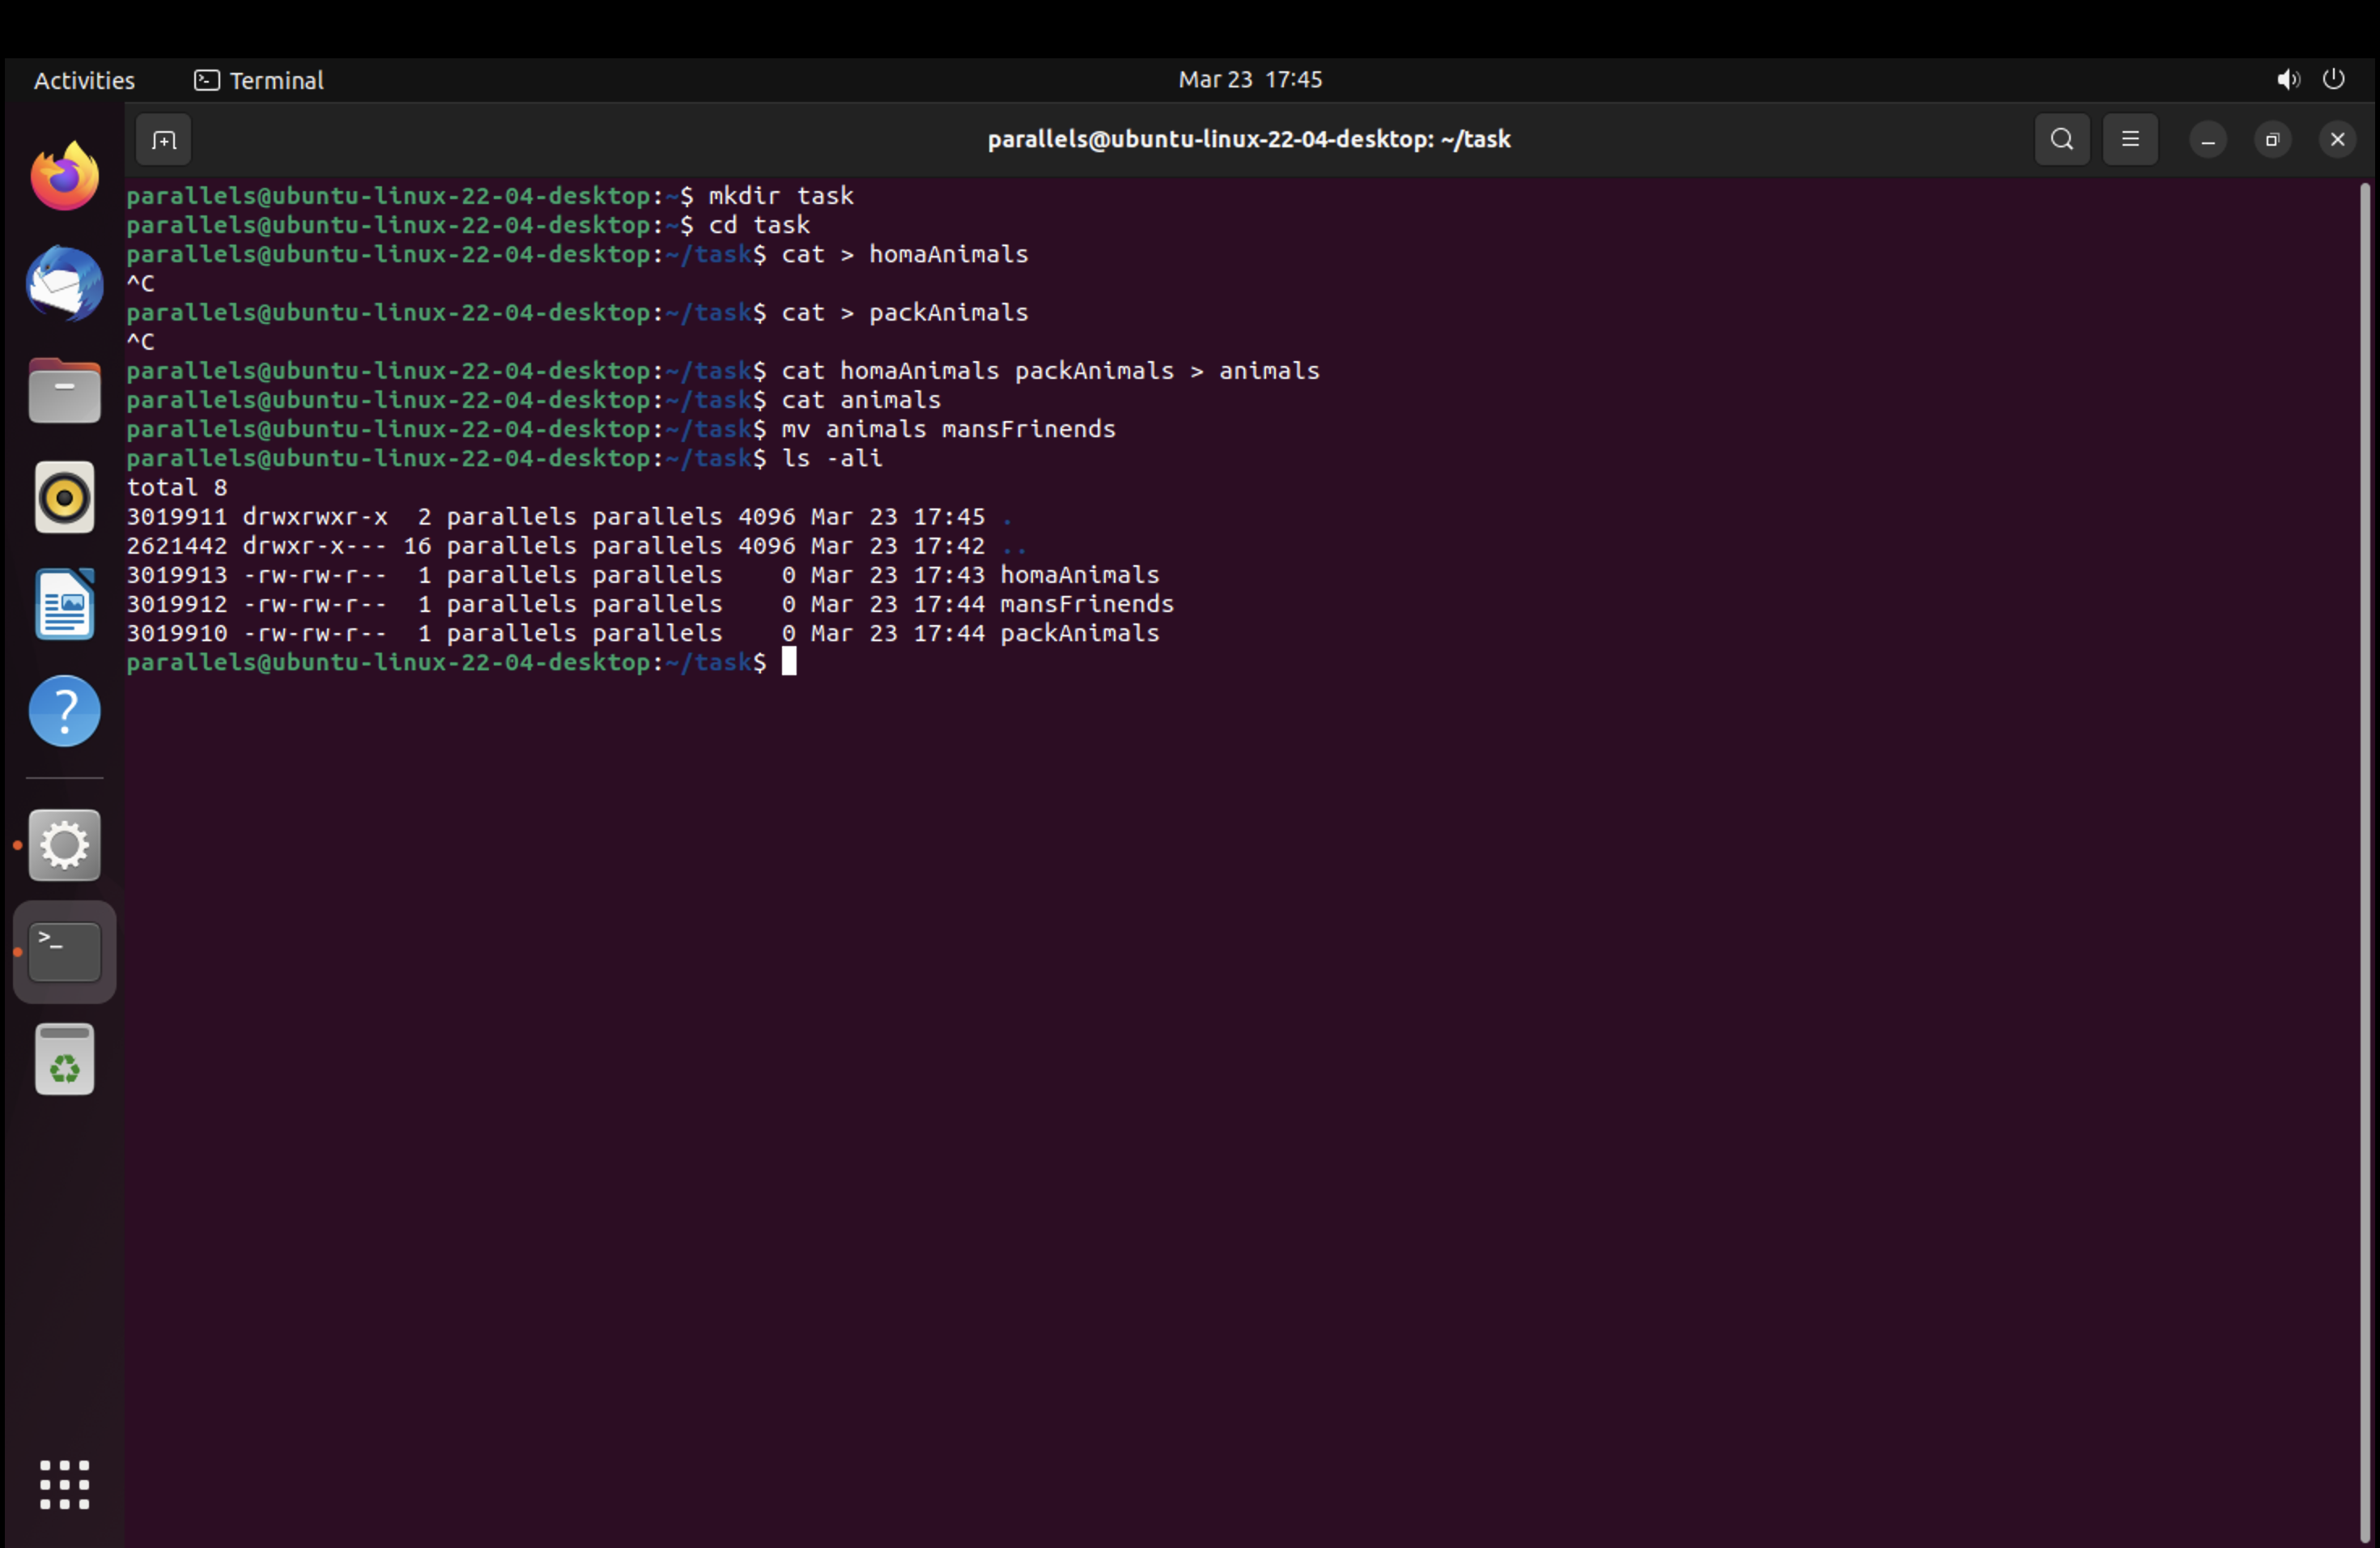 Activities Terminal Mar 23 17:45
parallels@ubuntu-linux-22-04-desktop: ~/task
parallels@ubuntu-linux-22-04-desktop:~$ mkdir task
parallels@ubuntu-linux-22-04-desktop:~$ cd task
parallels@ubuntu-linux-22-04-desktop:~/task$ cat > homaAnimals
^C
parallels@ubuntu-linux-22-04-desktop:~/task$ cat > packAnimals
^C
parallels@ubuntu-linux-22-04-desktop:~/task$ cat homaAnimals packAnimals > animals
parallels@ubuntu-linux-22-04-desktop:~/task$ cat animals
parallels@ubuntu-linux-22-04-desktop:~/task$ mv animals mansFrinends
parallels@ubuntu-linux-22-04-desktop:~/task$ ls -ali
total 8
3019911 drwxrwxr-x  2 parallels parallels 4096 Mar 23 17:45 .
2621442 drwxr-x--- 16 parallels parallels 4096 Mar 23 17:42 ..
3019913 -rw-rw-r--  1 parallels parallels    0 Mar 23 17:43 homaAnimals
3019912 -rw-rw-r--  1 parallels parallels    0 Mar 23 17:44 mansFrinends
3019910 -rw-rw-r--  1 parallels parallels    0 Mar 23 17:44 packAnimals
parallels@ubuntu-linux-22-04-desktop:~/task$